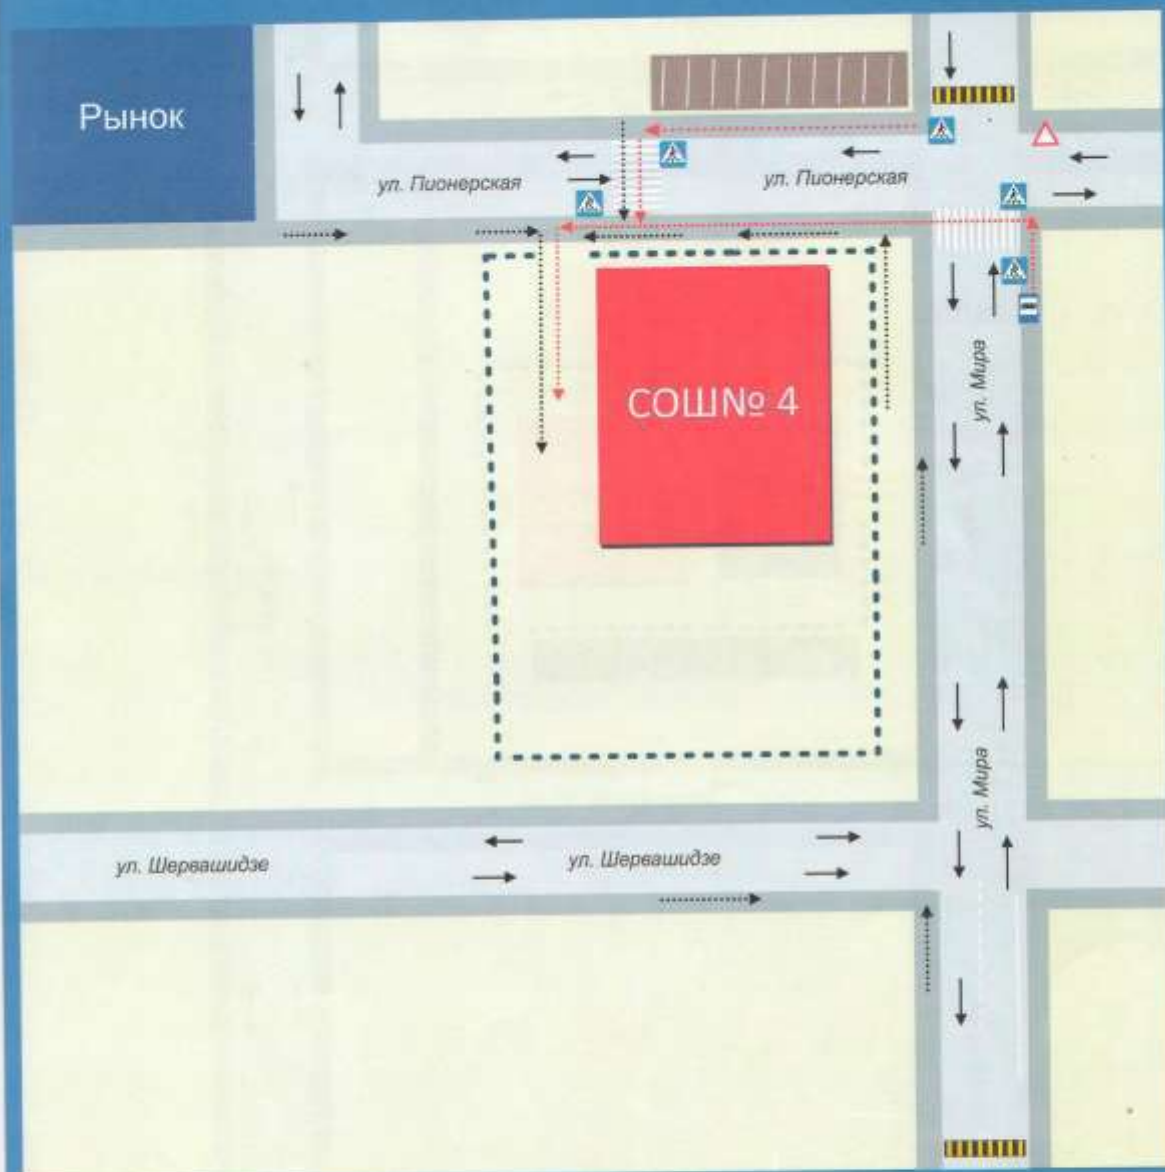 Рынок
ул. Пионерская
ул. Пионерская
СОШ№ 4
ул. Мира
ул. Мира
ул. Шервашидзе
ул. Шервашидзе